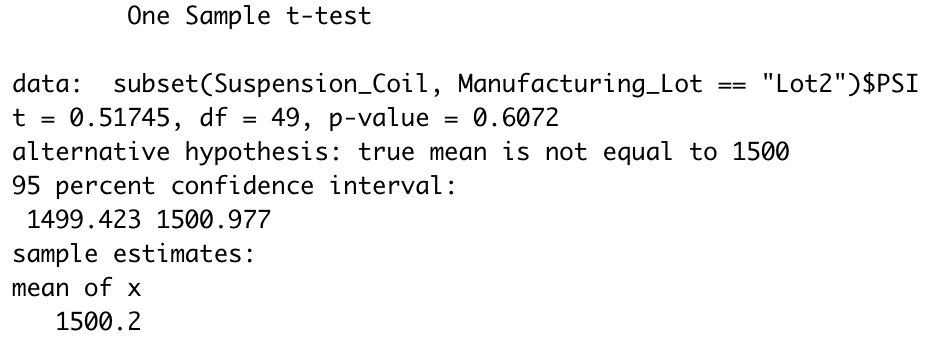 One Sample t-test
data:  subset(Suspension_Coil, Manufacturing_Lot == "Lot2")$PSI
t = 0.51745, df = 49, p-value = 0.6072
alternative hypothesis: true mean is not equal to 1500
95 percent confidence interval:
1499.423 1500.977
sample estimates:
mean of x
1500.2